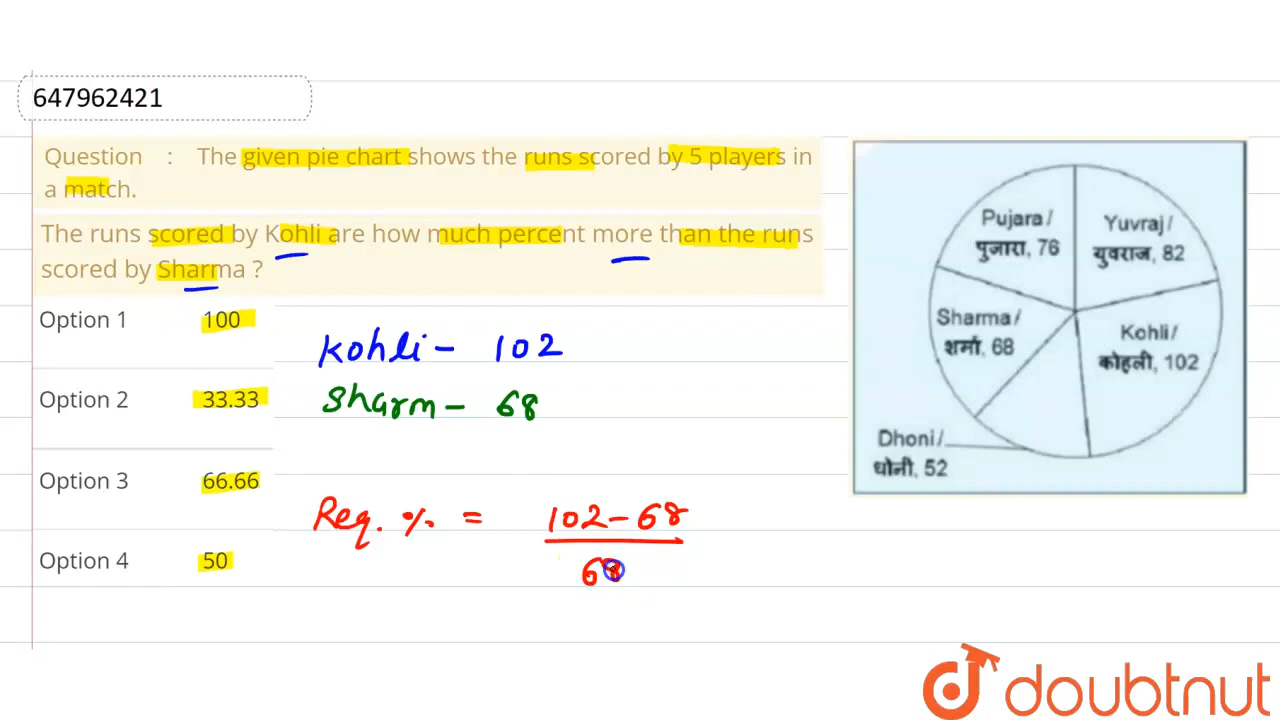 647962421
Question : The given pie chart shows the runs scored by 5 players in
a match.
The runs scored by Kohli are how much percent more than the runs
scored by Sharma ?
Option 1 100
Option 2 33.33
Option 3 66.66
Option 4 50
Kohli - 102
Sharm - 68
Req. % = 102 - 68
68
Pujara /
पुजारा, 76
Yuvraj /
युवराज, 82
Sharma /
शर्मा, 68
Kohli /
कोहली, 102
Dhoni /
धोनी, 52
doubtnut